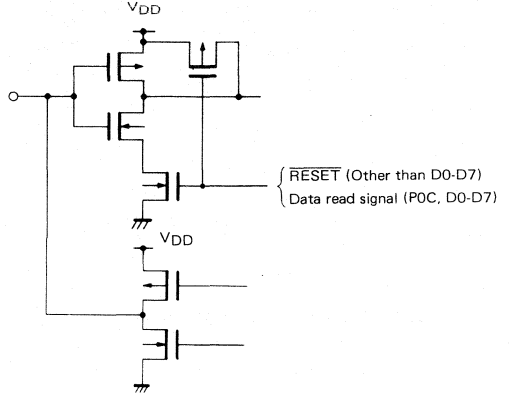 VDD
RESET (Other than D0-D7)
Data read signal (P0C, D0-D7)
VDD